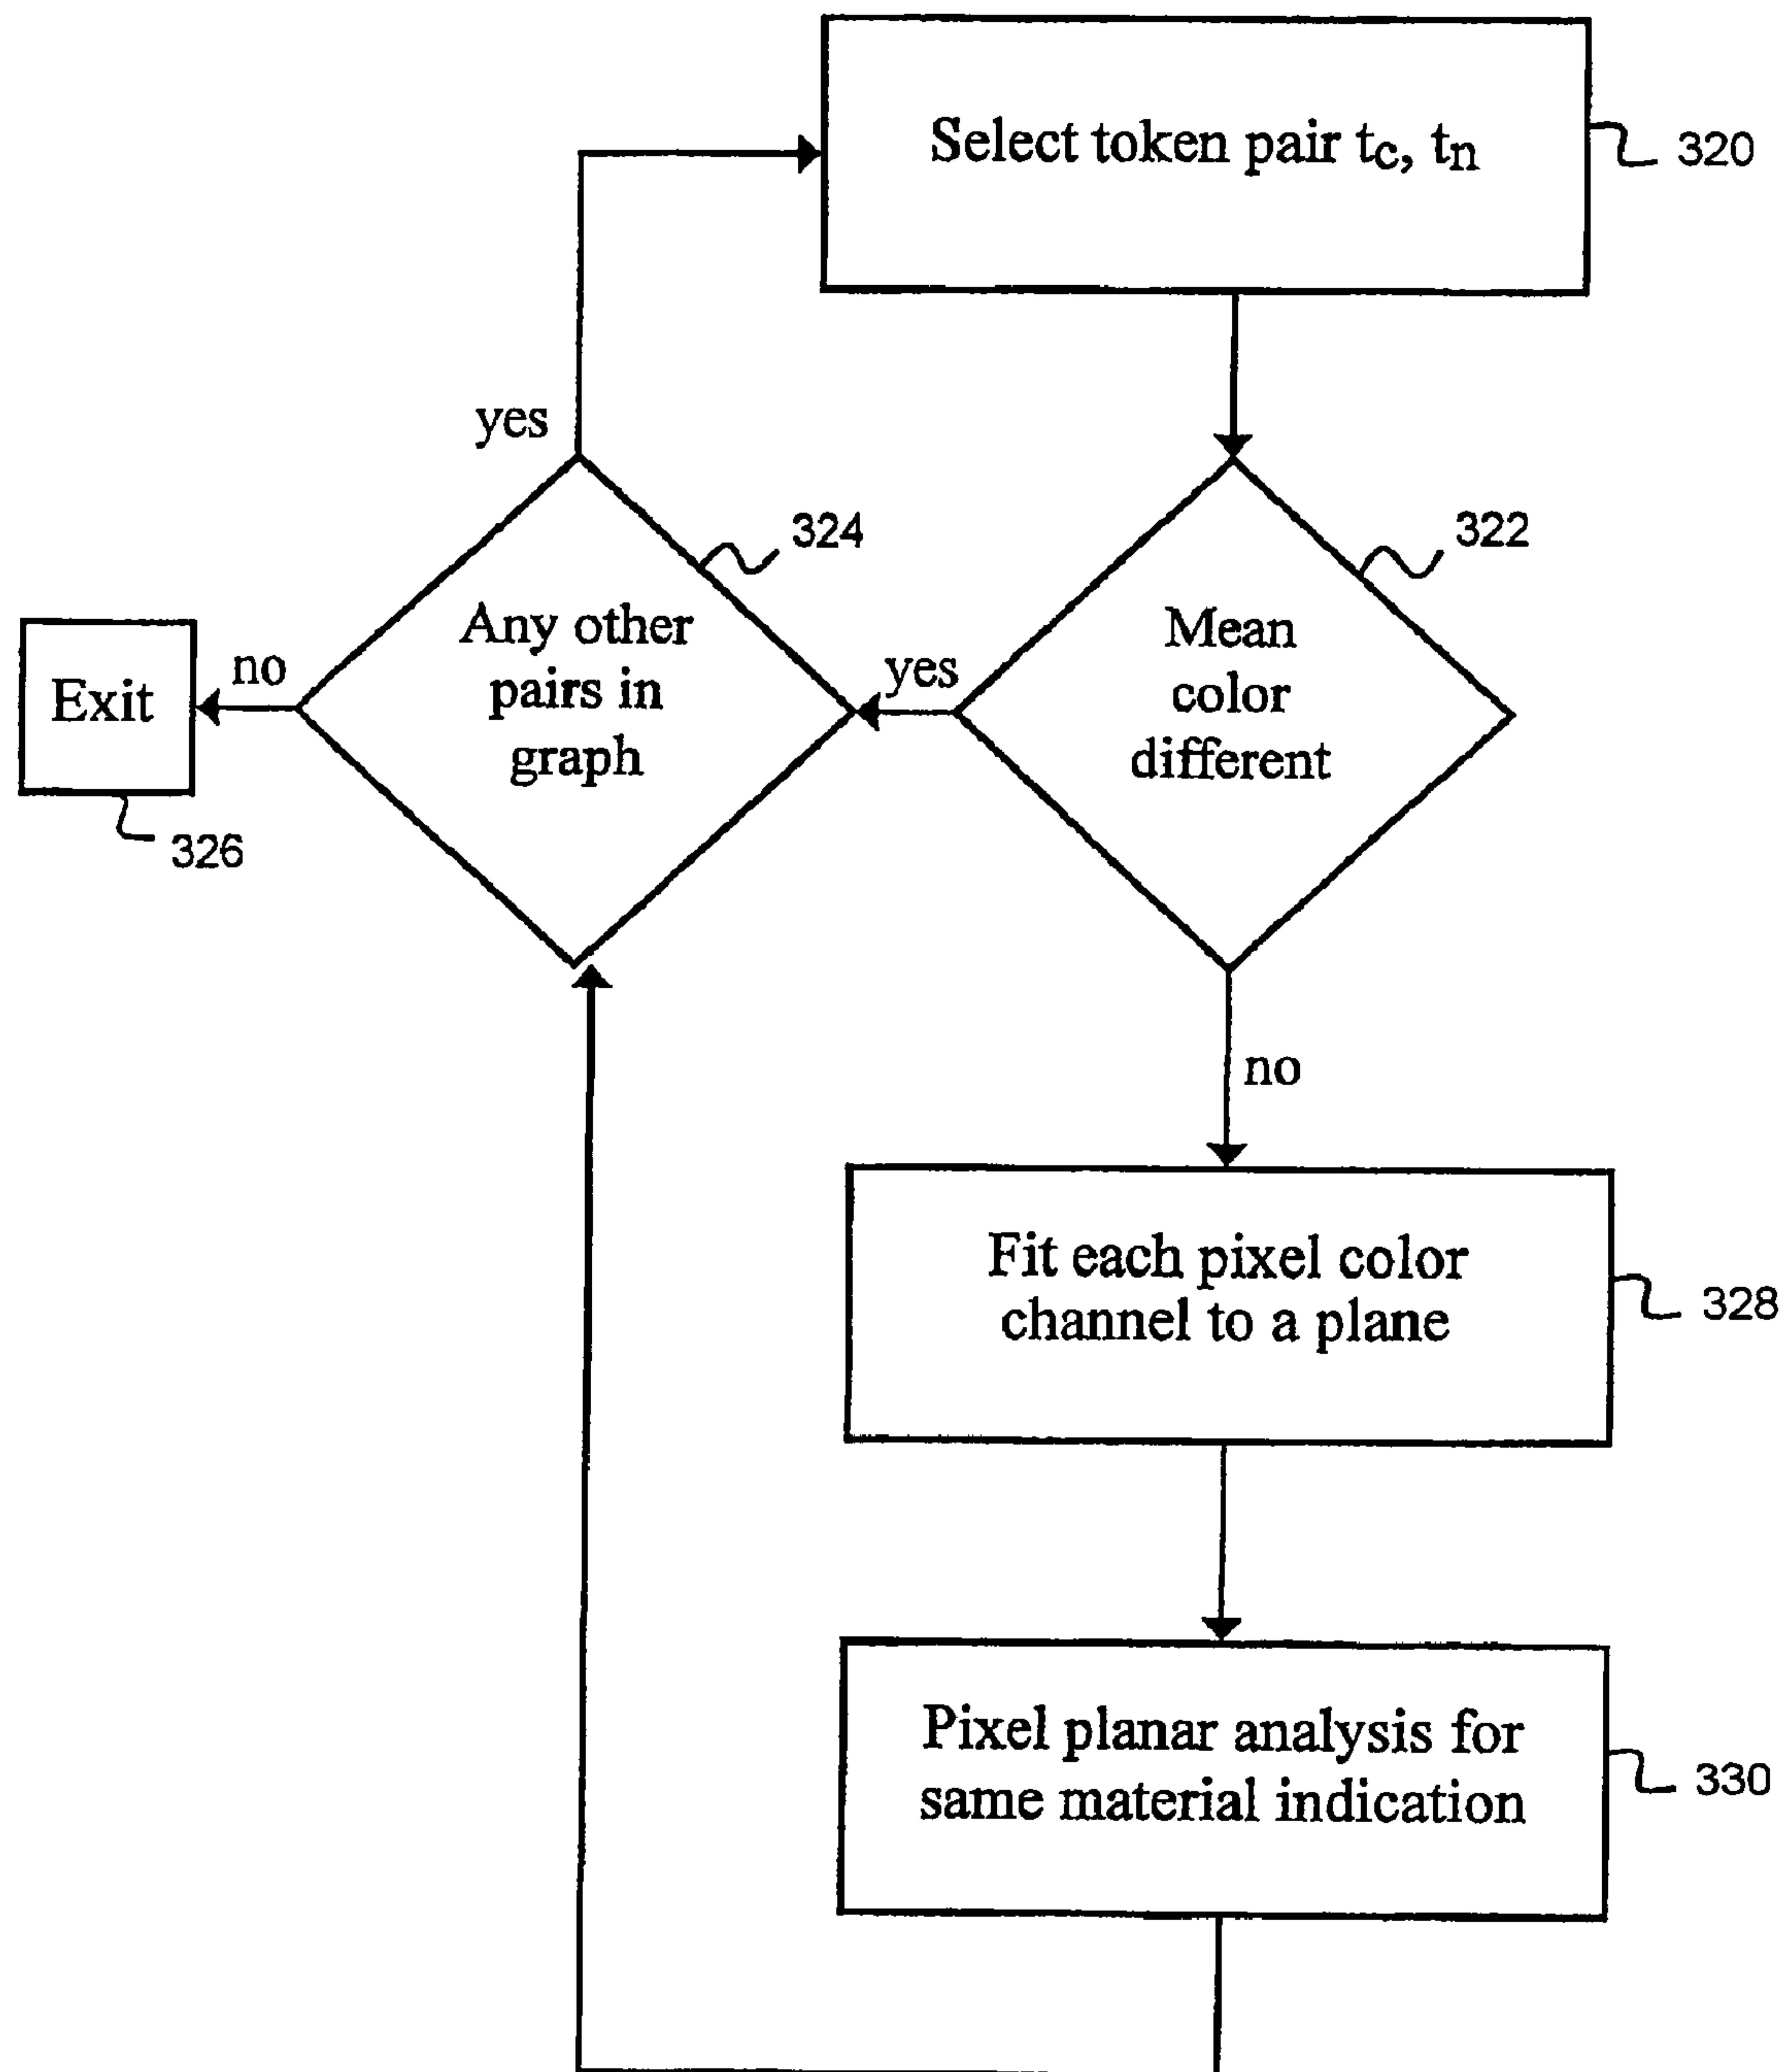 Select token pair tc, tn
320
yes
324
322
Any other
pairs in
graph
Mean
color
different
Exit
no
yes
326
no
Fit each pixel color
channel to a plane
328
Pixel planar analysis for
same material indication
330